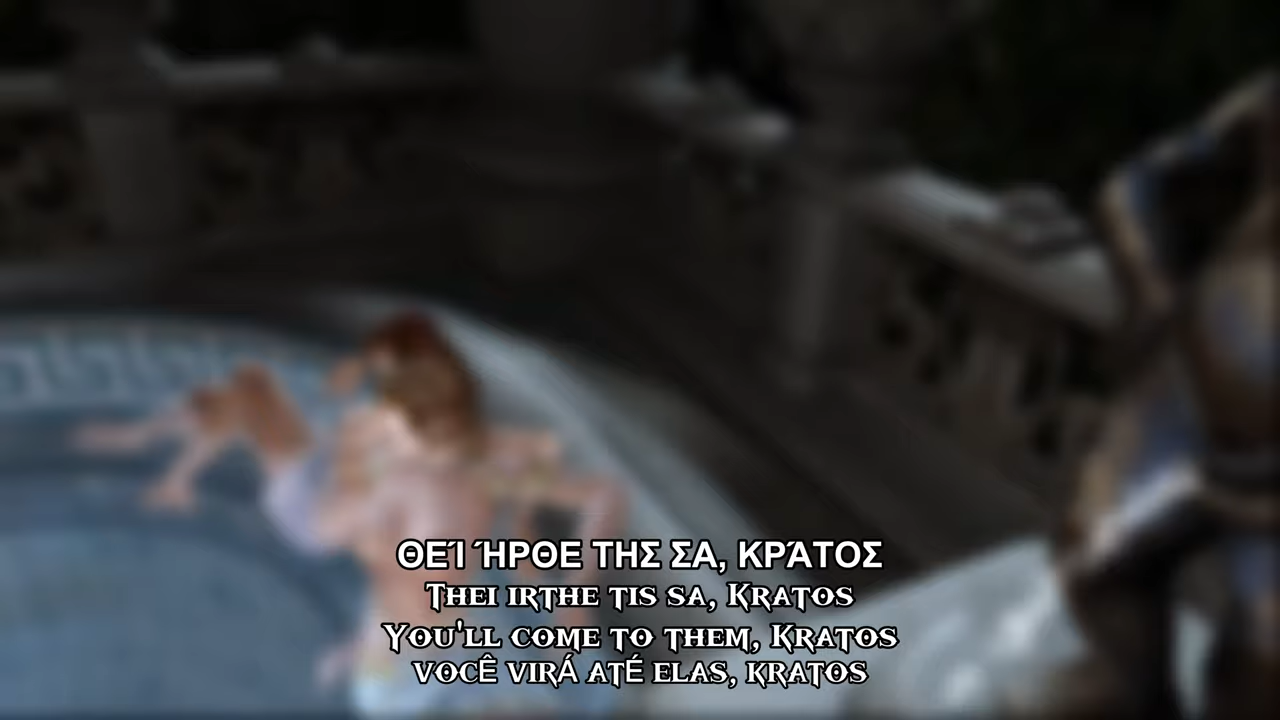 ΘΕΊ ΉΡΘΕ ΤΗΣ ΣΑ, ΚΡΆΤΟΣ
Thei irthe tis sa, Kratos
You'll come to them, Kratos
você virá até elas, kratos